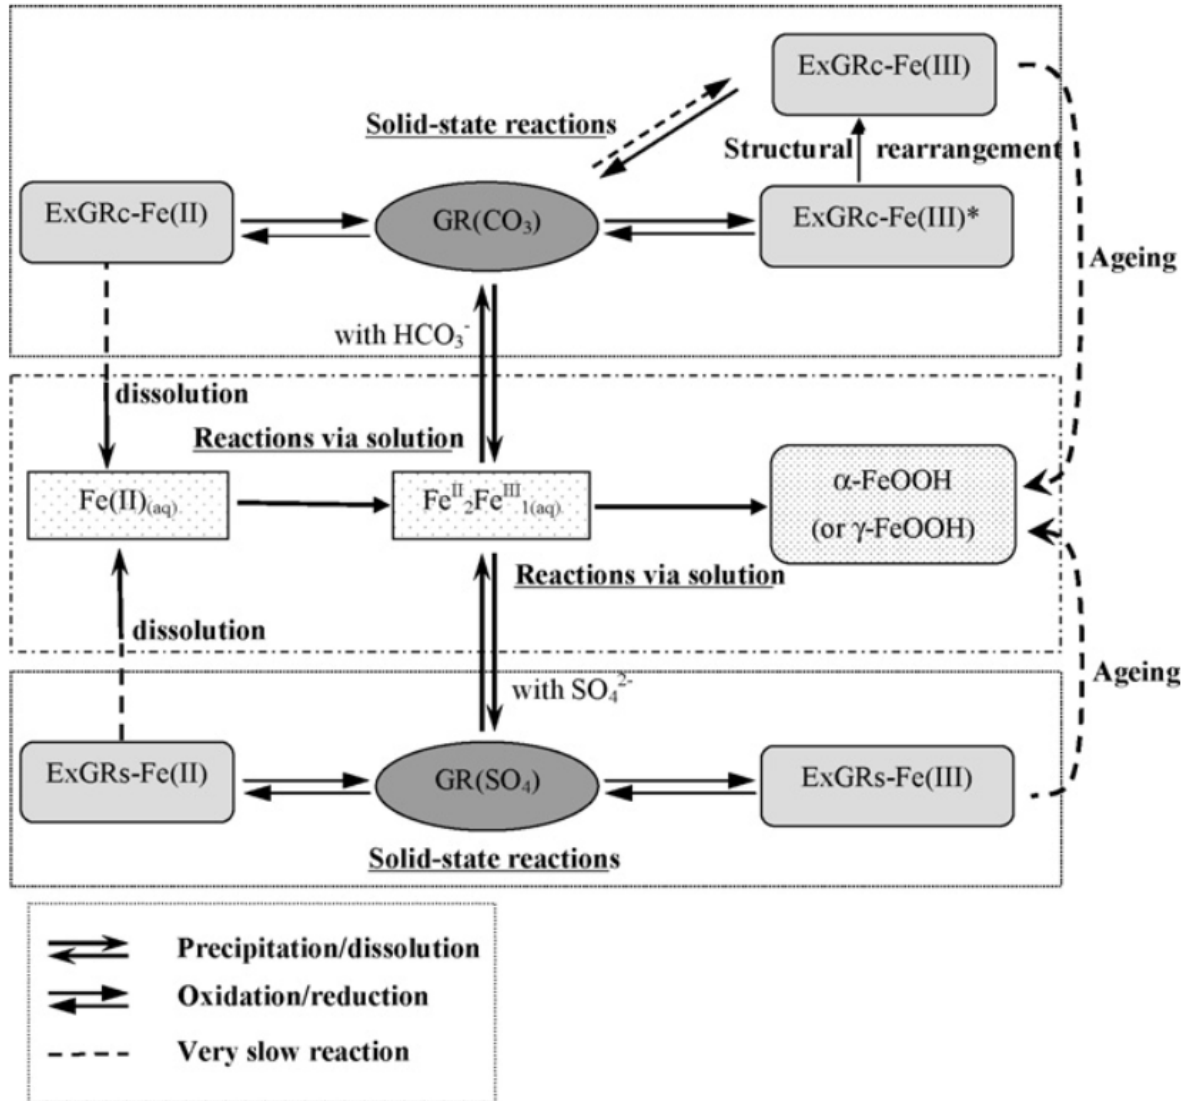 ExGRc-Fe(III)
Solid-state reactions
Structural rearrangement
ExGRc-Fe(II)
GR(CO₃)
ExGRc-Fe(III)*
Ageing
with HCO₃⁻
dissolution
Reactions via solution
Fe(II)₍aq₎
Feᴵᴵ₂Feᴵᴵᴵ₁₍aq₎
α-FeOOH
(or γ-FeOOH)
Reactions via solution
dissolution
Ageing
with SO₄²⁻
ExGRs-Fe(II)
GR(SO₄)
ExGRs-Fe(III)
Solid-state reactions
Precipitation/dissolution
Oxidation/reduction
Very slow reaction